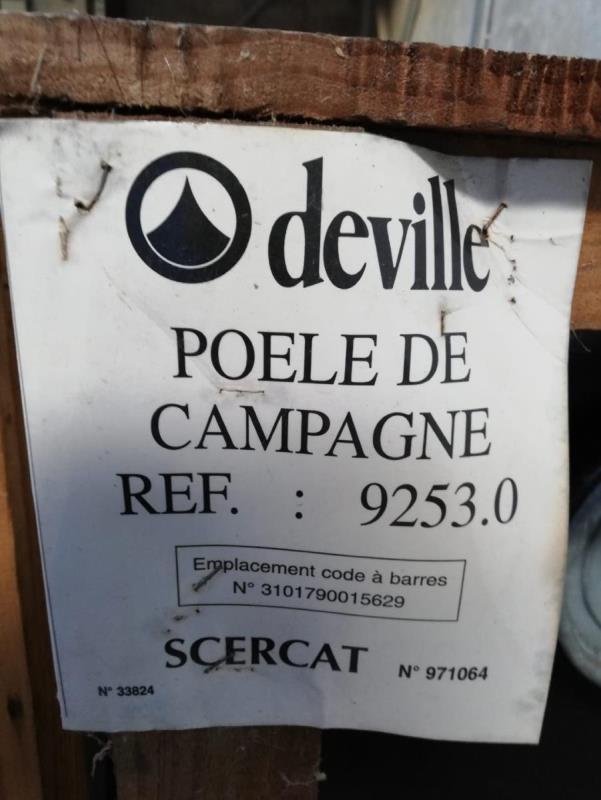 deville
POELE DE
CAMPAGNE
REF. : 9253.0
Emplacement code à barres
N° 3101790015629
SCERCAT N° 971064
N° 33824